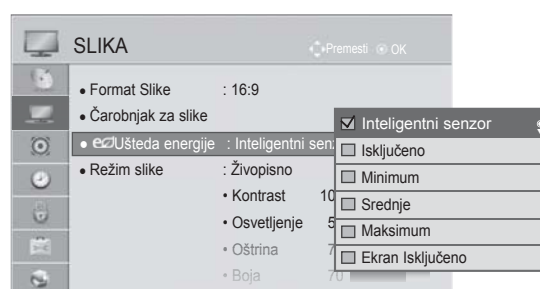 SLIKA
Premesti OK
• Format Slike : 16:9
• Čarobnjak za slike
• Ušteda energije : Inteligentni sen
• Režim slike : Živopisno
• Kontrast 10
• Osvetljenje 5
• Oštrina 7
• Boja 70
Inteligentni senzor
Isključeno
Minimum
Srednje
Maksimum
Ekran Isključeno